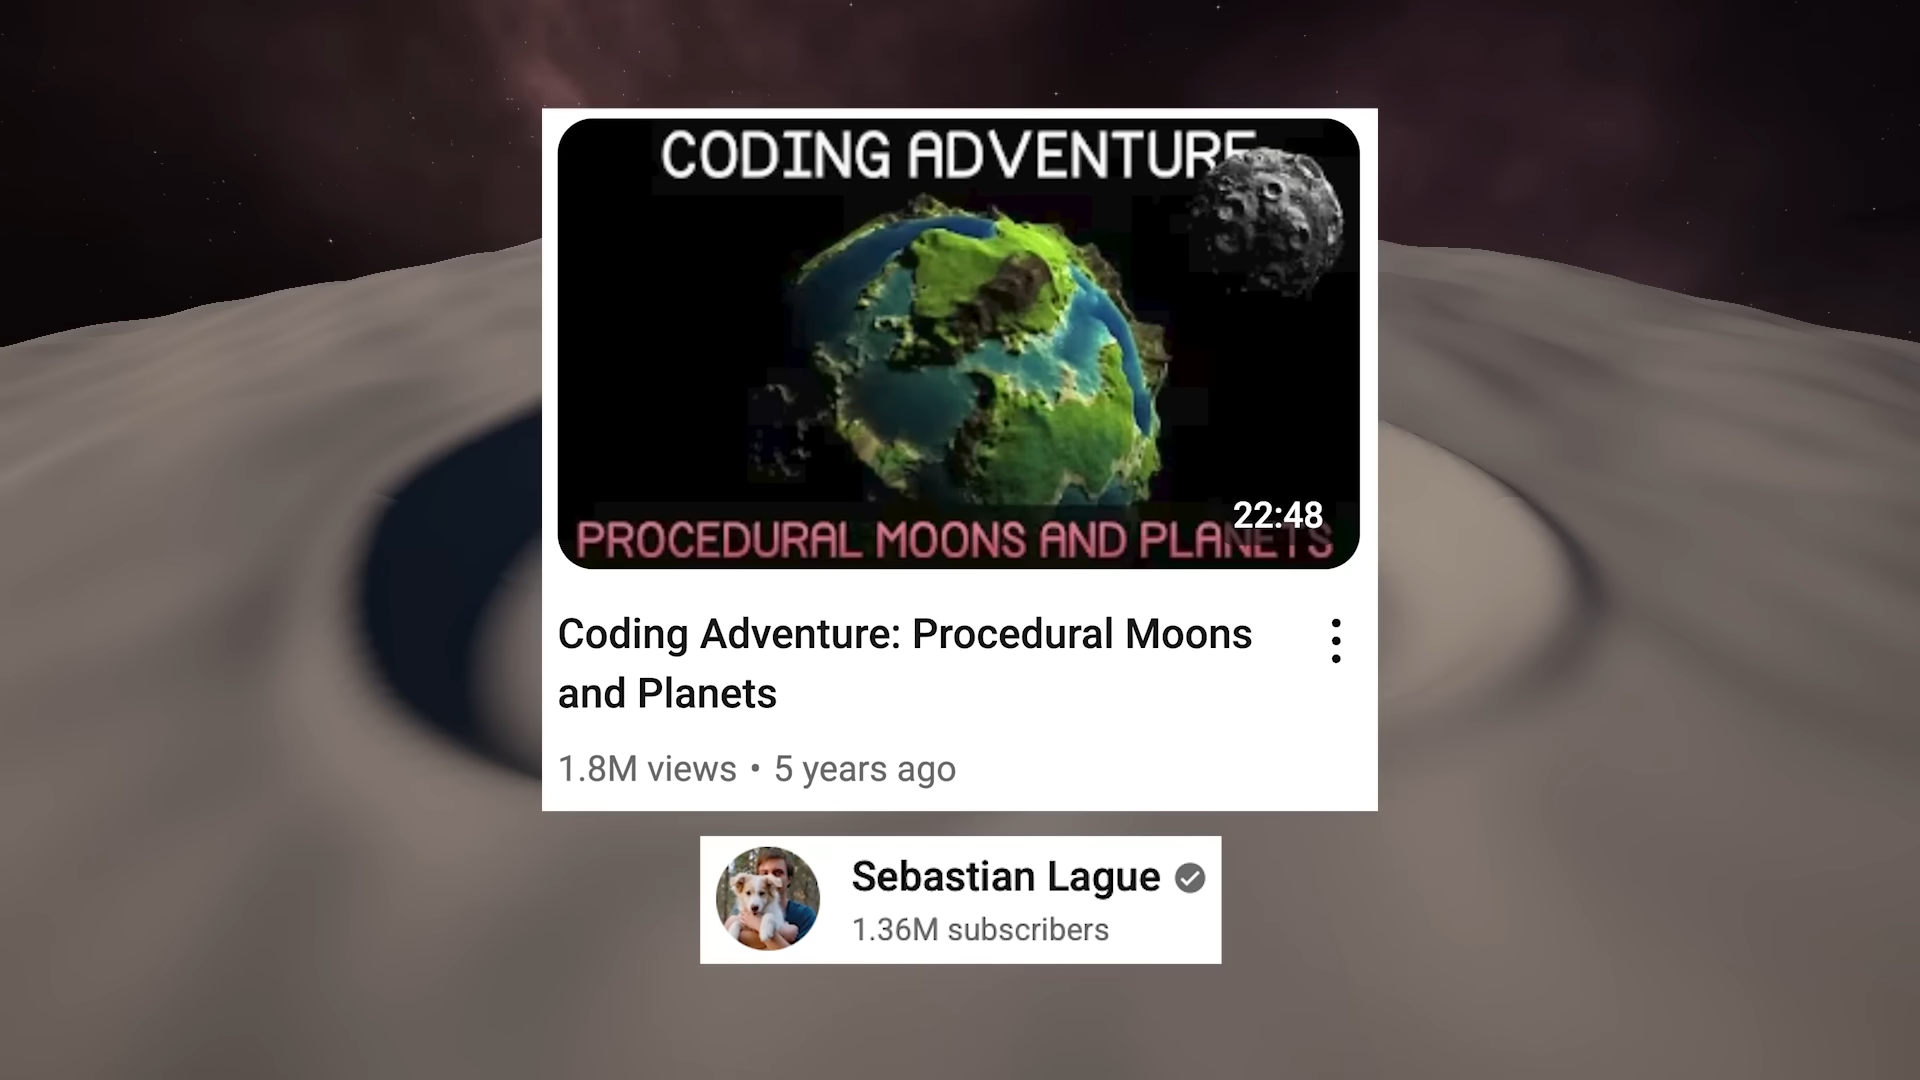 CODING ADVENTURE
PROCEDURAL MOONS AND PLANETS
22:48
Coding Adventure: Procedural Moons
and Planets
1.8M views • 5 years ago
Sebastian Lague
1.36M subscribers